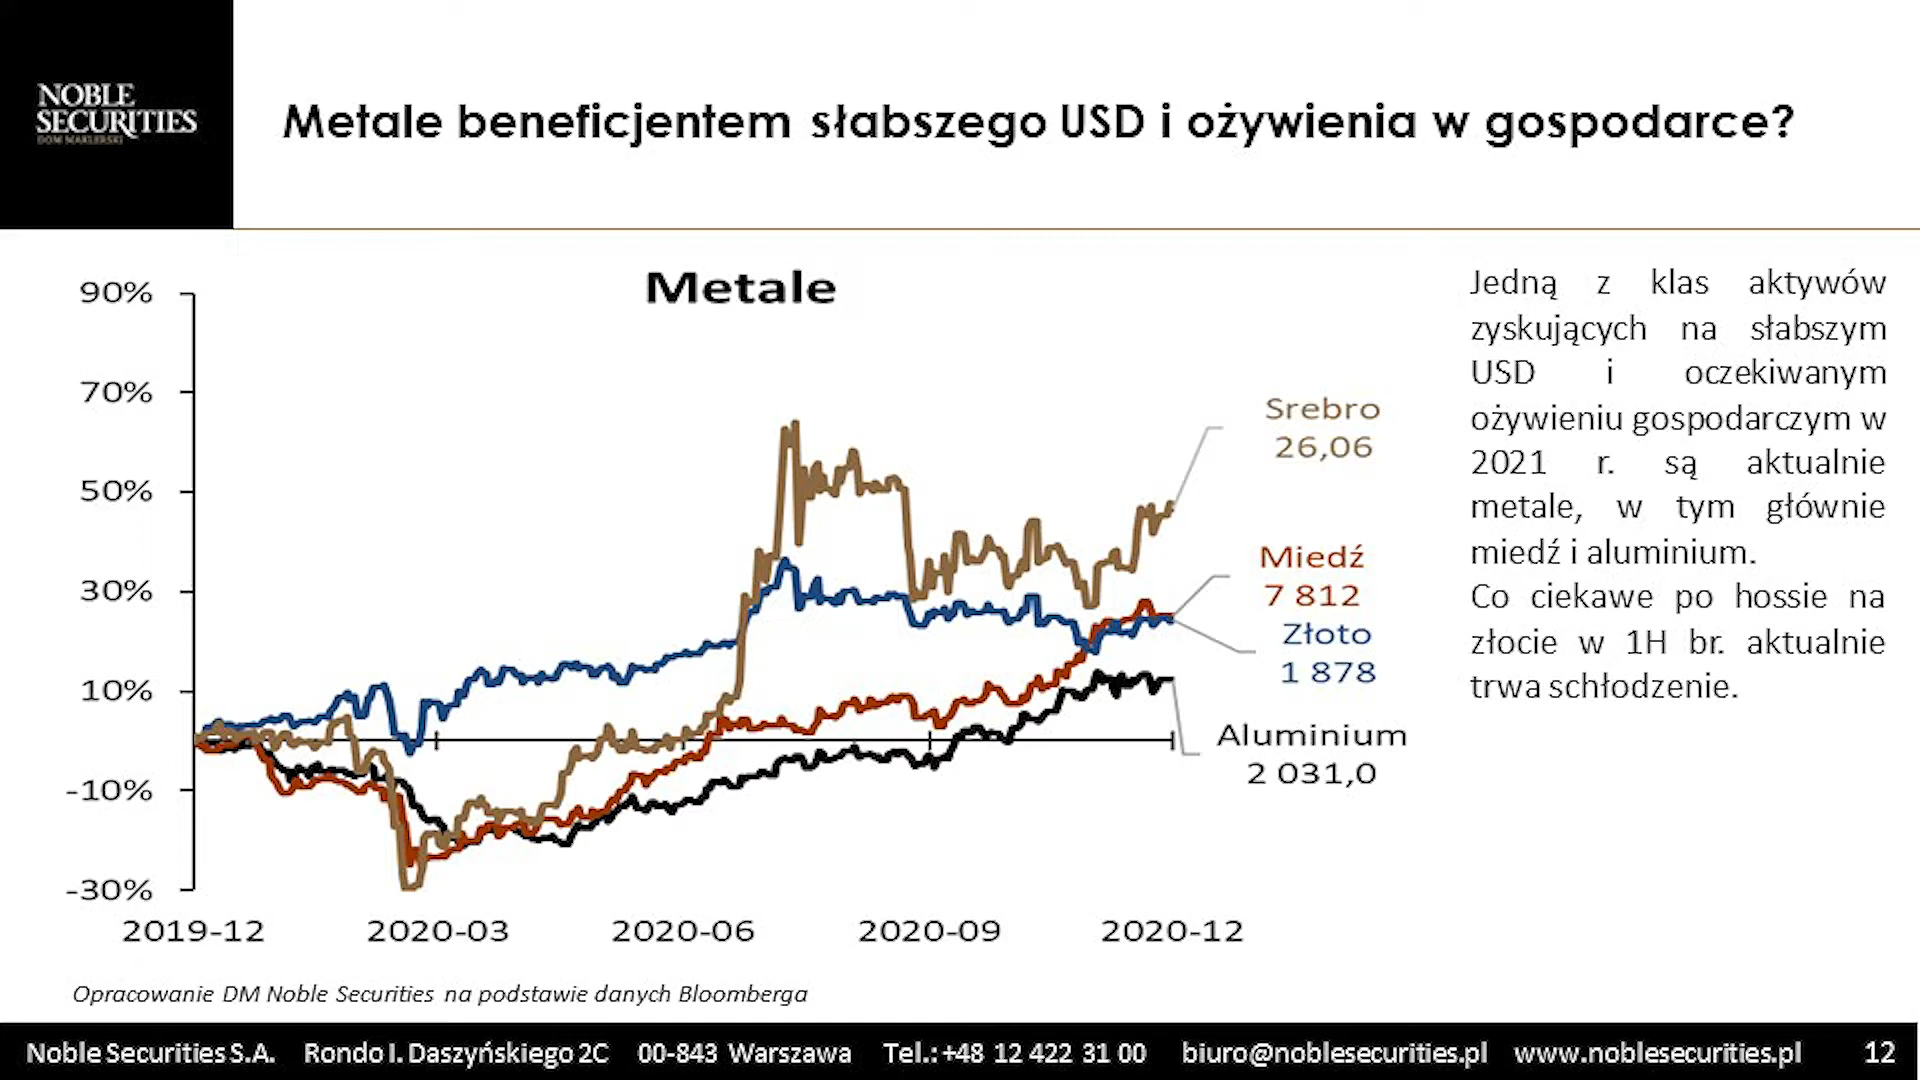 NOBLE
SECURITIES
DOM MAKLERSKI
Metale beneficjentem słabszego USD i ożywienia w gospodarce?
Metale
90%
70%
50%
30%
10%
-10%
-30%
2019-12
2020-03
2020-06
2020-09
2020-12
Srebro
26,06
Miedź
7 812
Złoto
1 878
Aluminium
2 031,0
Jedną z klas aktywów
zyskujących na słabszym
USD i oczekiwanym
ożywieniu gospodarczym w
2021 r. są aktualnie
metale, w tym głównie
miedź i aluminium.
Co ciekawe po hossie na
złocie w 1H br. aktualnie
trwa schłodzenie.
Opracowanie DM Noble Securities na podstawie danych Bloomberga
Noble Securities S.A. Rondo I. Daszyńskiego 2C 00-843 Warszawa Tel.: +48 12 422 31 00 biuro@noblesecurities.pl www.noblesecurities.pl 12